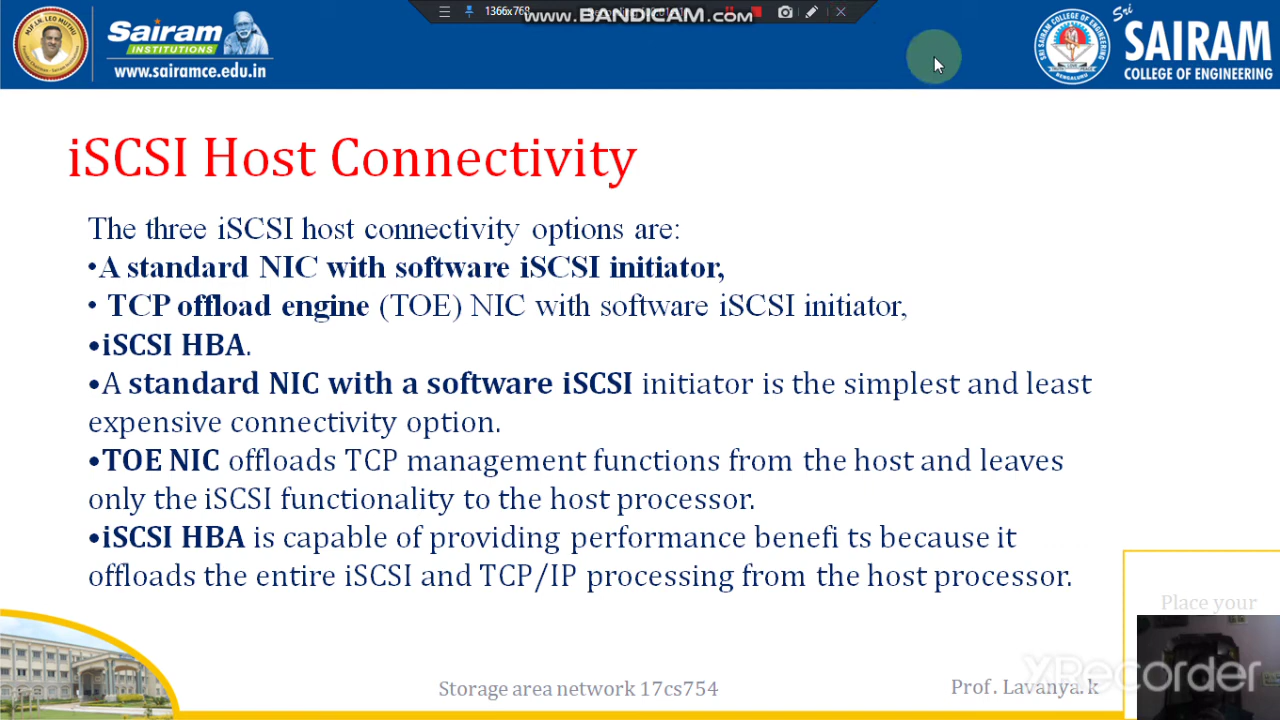 1366x768
www.BANDICAM.com
Sairam
INSTITUTIONS
www.sairamce.edu.in
Sri
SAIRAM
COLLEGE OF ENGINEERING
iSCSI Host Connectivity
The three iSCSI host connectivity options are:
•A standard NIC with software iSCSI initiator,
• TCP offload engine (TOE) NIC with software iSCSI initiator,
•iSCSI HBA.
•A standard NIC with a software iSCSI initiator is the simplest and least
expensive connectivity option.
•TOE NIC offloads TCP management functions from the host and leaves
only the iSCSI functionality to the host processor.
•iSCSI HBA is capable of providing performance benefi ts because it
offloads the entire iSCSI and TCP/IP processing from the host processor.
Place your
XRecorder
Storage area network 17cs754
Prof. Lavanya.k